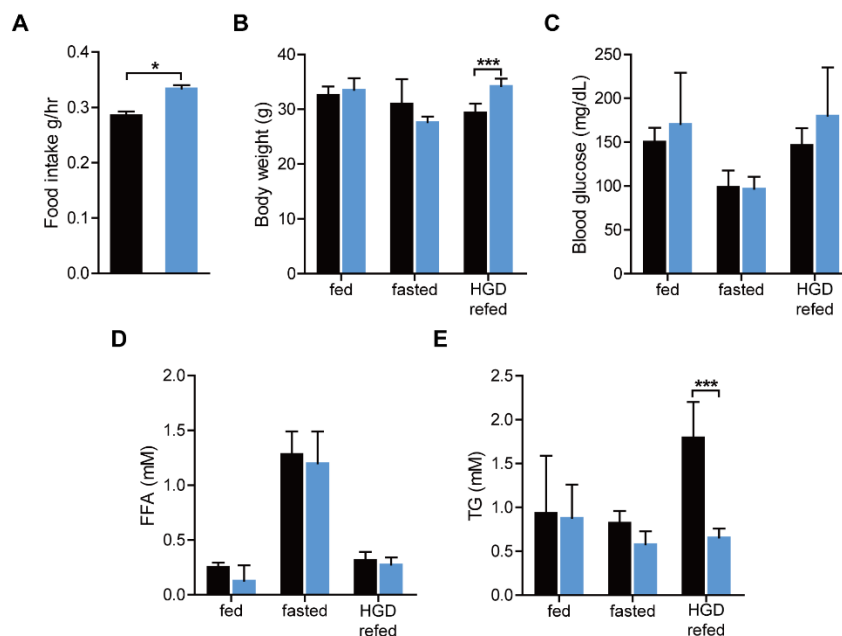 A
Food intake g/hr
0.4
0.3
0.2
0.1
0.0
*
B
Body weight (g)
40
30
20
10
0
***
fed
fasted
HGD
refed
C
Blood glucose (mg/dL)
250
200
150
100
50
0
fed
fasted
HGD
refed
D
FFA (mM)
2.0
1.5
1.0
0.5
0.0
fed
fasted
HGD
refed
E
TG (mM)
2.5
2.0
1.5
1.0
0.5
0.0
***
fed
fasted
HGD
refed